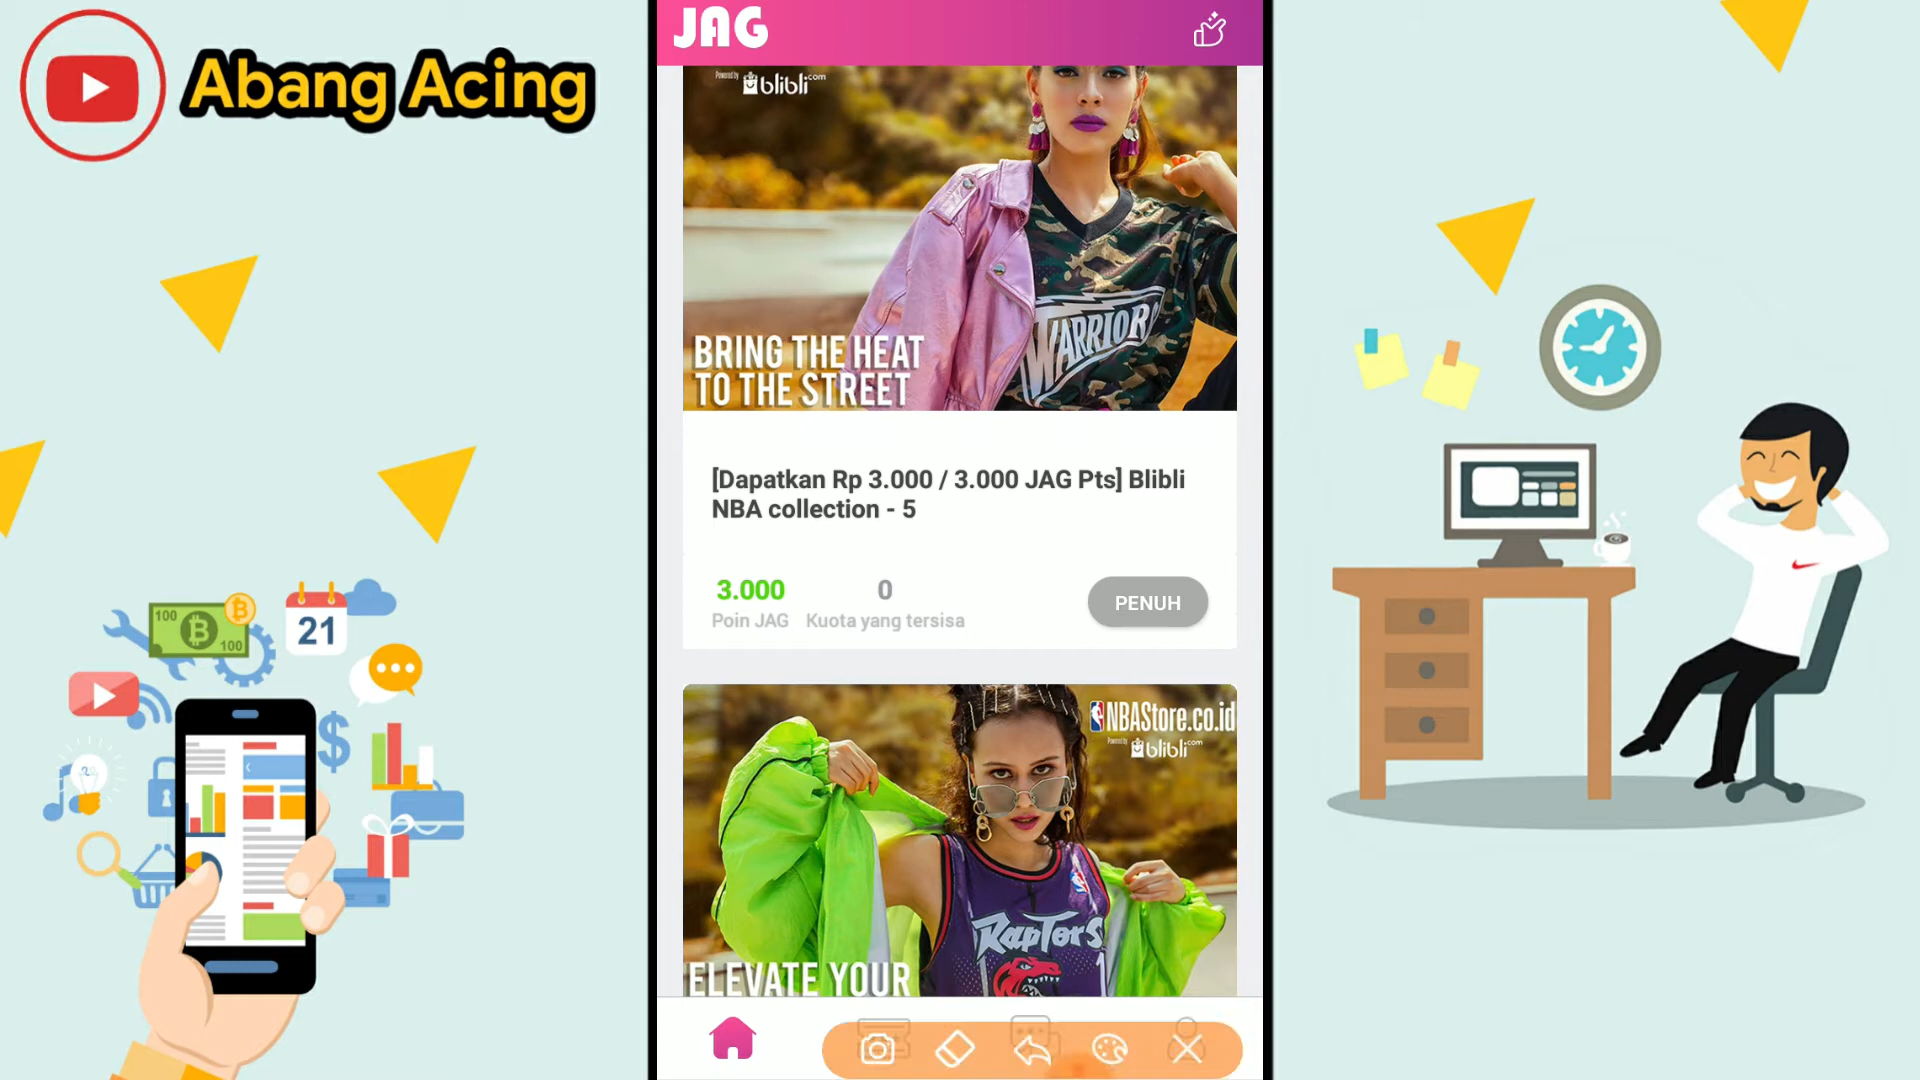 Abang Acing
JAG
Powered by blibli.com
WARRIORS
BRING THE HEAT
TO THE STREET
[Dapatkan Rp 3.000 / 3.000 JAG Pts] Blibli
NBA collection - 5
3.000
0
Poin JAG
Kuota yang tersisa
PENUH
NBAStore.co.id
Powered by blibli.com
RAPTORS
ELEVATE YOUR
100
100
21